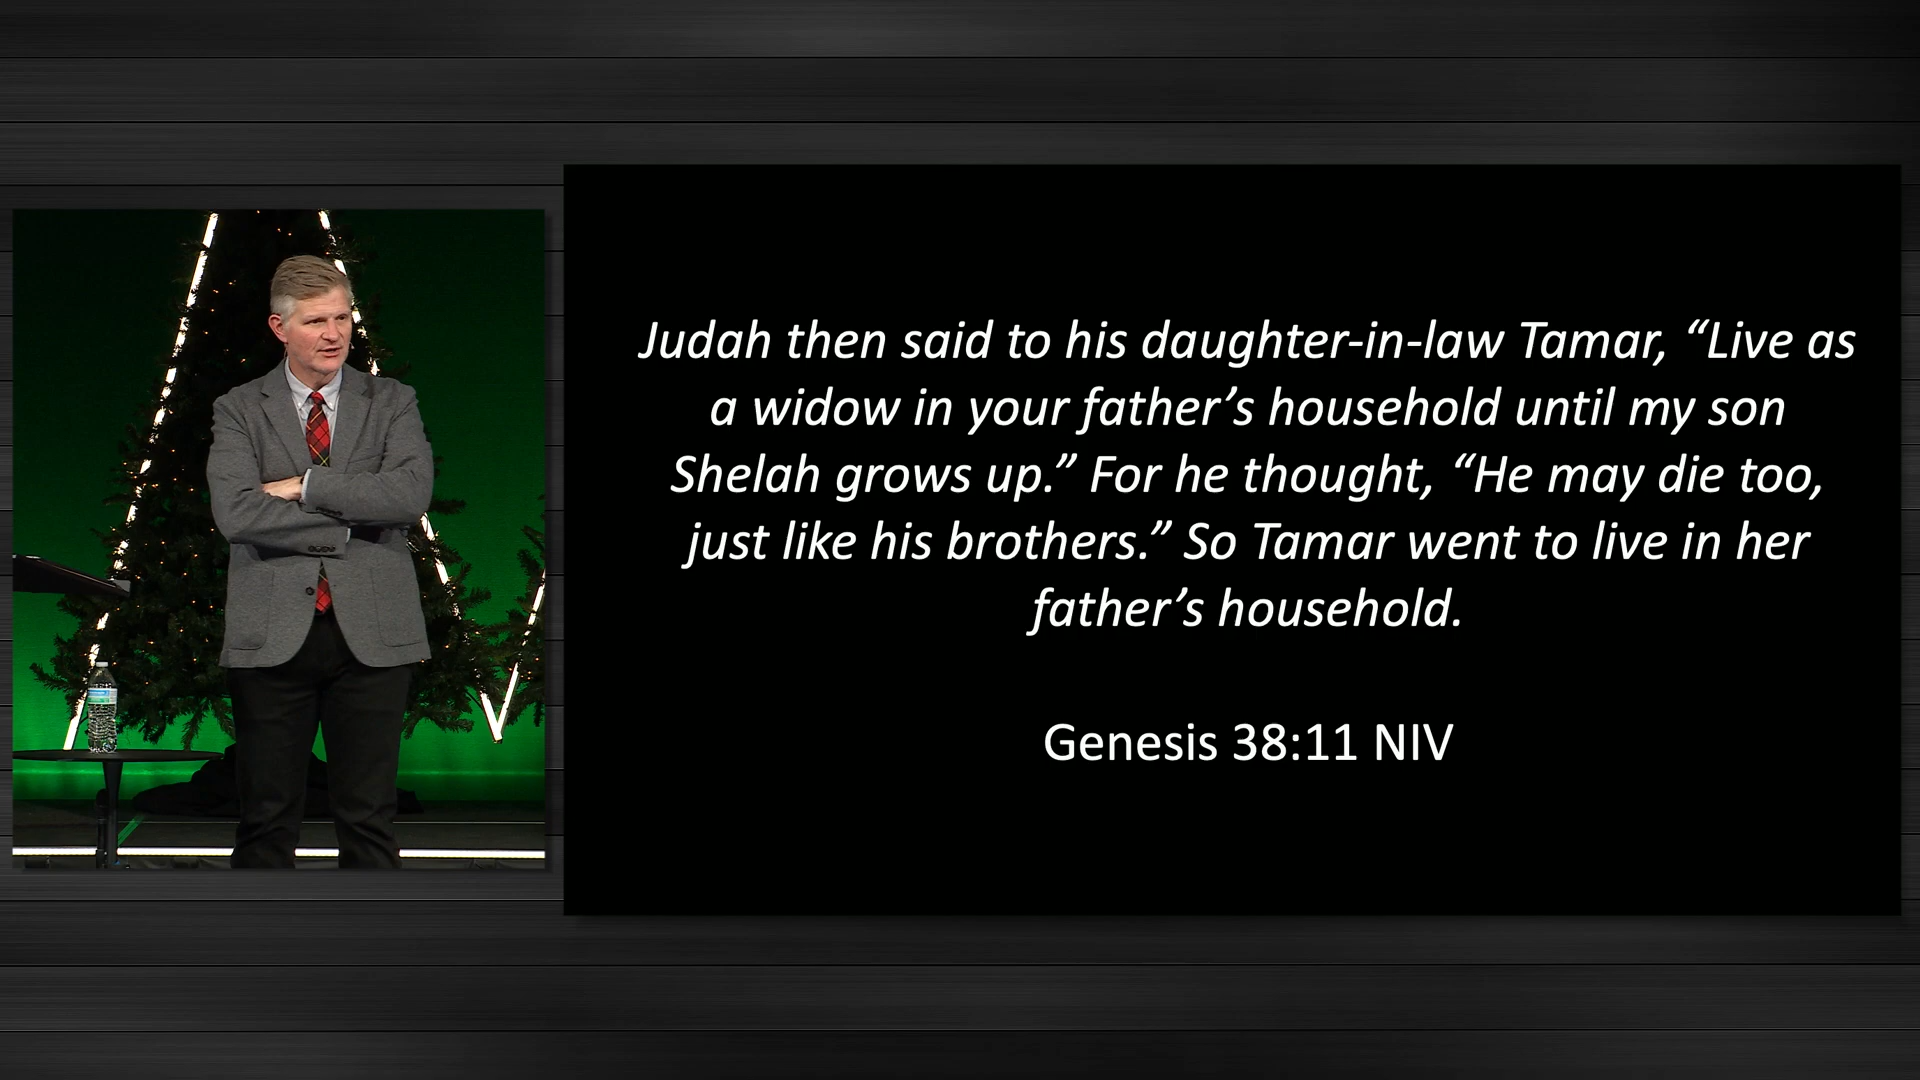 Judah then said to his daughter-in-law Tamar, “Live as
a widow in your father’s household until my son
Shelah grows up.” For he thought, “He may die too,
just like his brothers.” So Tamar went to live in her
father’s household.
Genesis 38:11 NIV